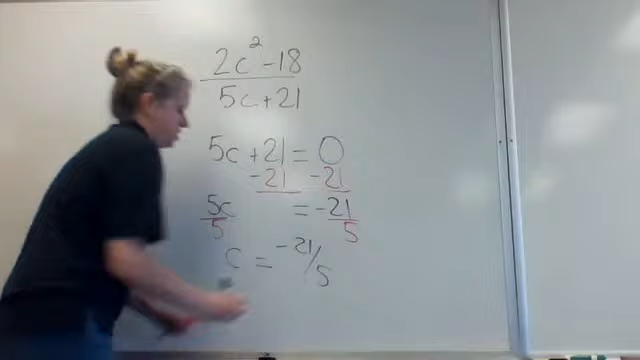 2c² - 18
5c + 21
5c + 21 = 0
-21 -21
5c = -21
5 5
c = -21/5